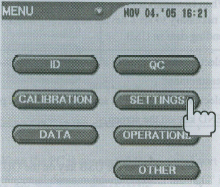 MENU NOV 04.'05 16:21
ID QC
CALIBRATION SETTINGS
DATA OPERATIONS
OTHER